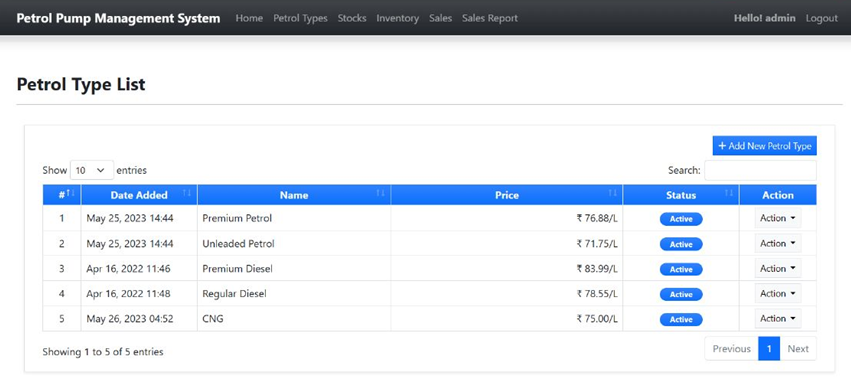 Petrol Pump Management System Home Petrol Types Stocks Inventory Sales Sales Report Hello! admin Logout
Petrol Type List
+ Add New Petrol Type
Show 10 entries Search:
# Date Added Name Price Status Action
1 May 25, 2023 14:44 Premium Petrol ₹ 76.88/L Active Action
2 May 25, 2023 14:44 Unleaded Petrol ₹ 71.75/L Active Action
3 Apr 16, 2022 11:46 Premium Diesel ₹ 83.99/L Active Action
4 Apr 16, 2022 11:48 Regular Diesel ₹ 78.55/L Active Action
5 May 26, 2023 04:52 CNG ₹ 75.00/L Active Action
Showing 1 to 5 of 5 entries Previous 1 Next